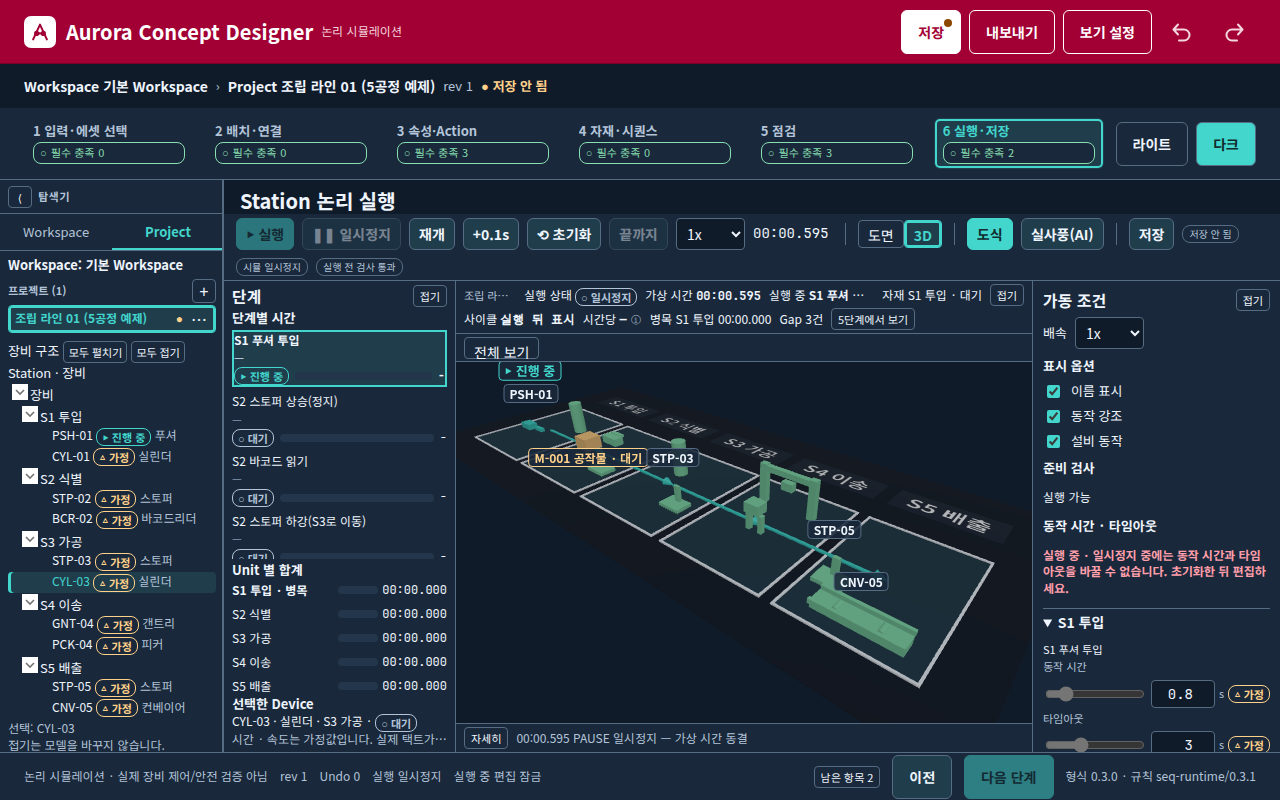 Aurora Concept Designer 논리 시뮬레이션
저장 내보내기 보기 설정
Workspace 기본 Workspace › Project 조립 라인 01 (5공정 예제) rev 1 ● 저장 안 됨
1 입력·에셋 선택 2 배치·연결 3 속성·Action 4 자재·시퀀스 5 점검 6 실행·저장
○ 필수 충족 0 ○ 필수 충족 0 ○ 필수 충족 3 ○ 필수 충족 0 ○ 필수 충족 3 ○ 필수 충족 2
라이트 다크
⟨ 탐색기
Workspace Project
Workspace: 기본 Workspace
프로젝트 (1) +
조립 라인 01 (5공정 예제) ● ···
장비 구조 모두 펼치기 모두 접기
Station · 장비
장비
S1 투입
PSH-01 ▸ 진행 중 푸셔
CYL-01 △ 가정 실린더
S2 식별
STP-02 △ 가정 스토퍼
BCR-02 △ 가정 바코드리더
S3 가공
STP-03 △ 가정 스토퍼
CYL-03 △ 가정 실린더
S4 이송
GNT-04 △ 가정 갠트리
PCK-04 △ 가정 피커
S5 배출
STP-05 △ 가정 스토퍼
CNV-05 △ 가정 컨베이어
선택: CYL-03
접기는 모델을 바꾸지 않습니다.
Station 논리 실행
▸ 실행 ❚❚ 일시정지 재개 +0.1s ⟲ 초기화 끝까지 1x 00:00.595 도면 3D 도식 실사풍(AI) 저장 저장 안 됨
시뮬 일시정지 실행 전 검사 통과
단계 접기
단계별 시간
S1 푸셔 투입
—
▸ 진행 중 -
S2 스토퍼 상승(정지)
—
○ 대기 -
S2 바코드 읽기
—
○ 대기 -
S2 스토퍼 하강(S3로 이동)
—
○ 대기 -
Unit 별 합계
S1 투입 · 병목 00:00.000
S2 식별 00:00.000
S3 가공 00:00.000
S4 이송 00:00.000
S5 배출 00:00.000
선택한 Device
CYL-03 · 실린더 · S3 가공 · ○ 대기
시간 · 속도는 가정값입니다. 실제 택트가…
조립 라… 실행 상태 ○ 일시정지 가상 시간 00:00.595 실행 중 S1 푸셔 … 자재 S1 투입 · 대기 접기
사이클 실행 뒤 표시 시간당 – ⓘ 병목 S1 투입 00:00.000 Gap 3건 5단계에서 보기
전체 보기
▸ 진행 중
PSH-01
S1 투입
S2 식별
S3 가공
S4 이송
S5 배출
M-001 공작물 · 대기
STP-03
STP-05
CNV-05
자세히 00:00.595 PAUSE 일시정지 — 가상 시간 동결
가동 조건 접기
배속 1x
표시 옵션
이름 표시
동작 강조
설비 동작
준비 검사
실행 가능
동작 시간 · 타임아웃
실행 중 · 일시정지 중에는 동작 시간과 타임
아웃을 바꿀 수 없습니다. 초기화한 뒤 편집하
세요.
▼ S1 투입
S1 푸셔 투입
동작 시간
0.8 s △ 가정
타임아웃
3 s △ 가정
논리 시뮬레이션 · 실제 장비 제어/안전 검증 아님 rev 1 Undo 0 실행 일시정지 실행 중 편집 잠금
남은 항목 2 이전 다음 단계 형식 0.3.0 · 규칙 seq-runtime/0.3.1